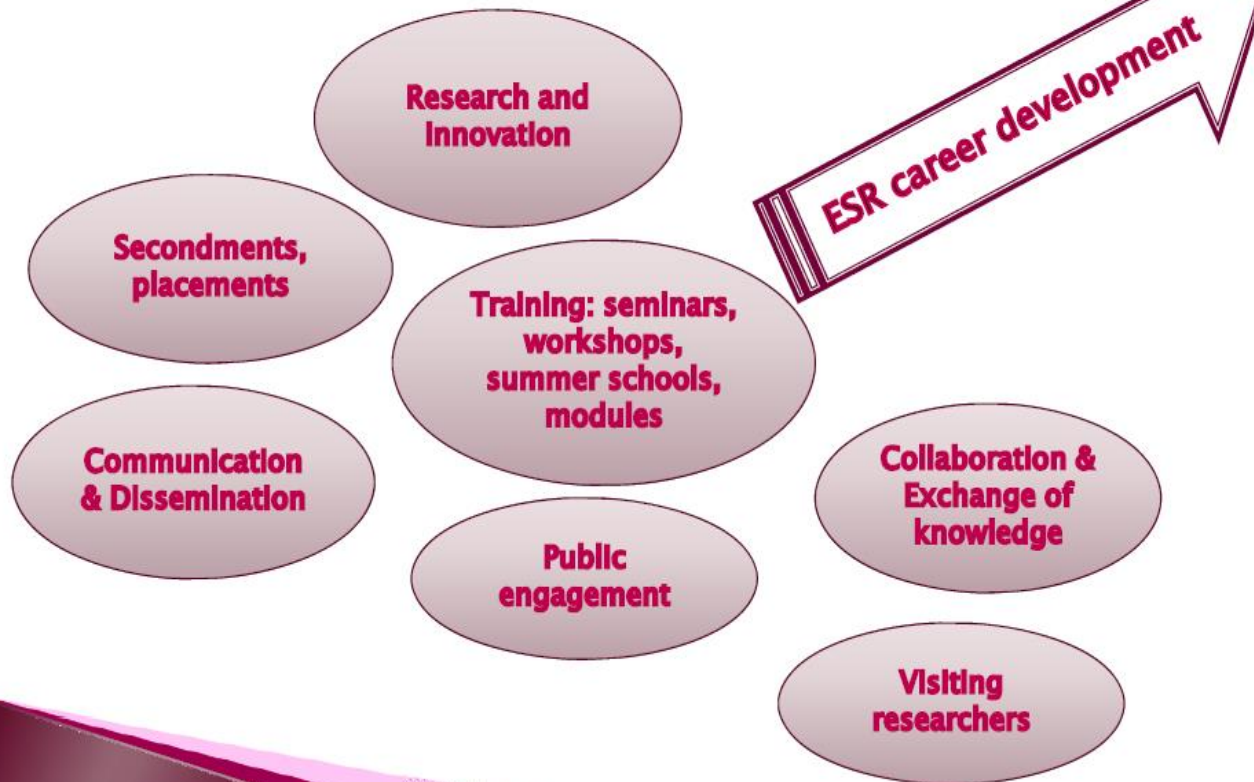 Research and
innovation
ESR career development
Secondments,
placements
Training: seminars,
workshops,
summer schools,
modules
Communication
& Dissemination
Collaboration &
Exchange of
knowledge
Public
engagement
Visiting
researchers